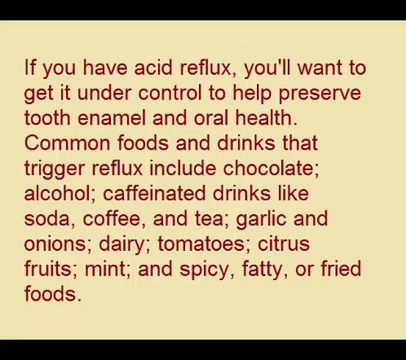 If you have acid reflux, you'll want to
get it under control to help preserve
tooth enamel and oral health.
Common foods and drinks that
trigger reflux include chocolate;
alcohol; caffeinated drinks like
soda, coffee, and tea; garlic and
onions; dairy; tomatoes; citrus
fruits; mint; and spicy, fatty, or fried
foods.